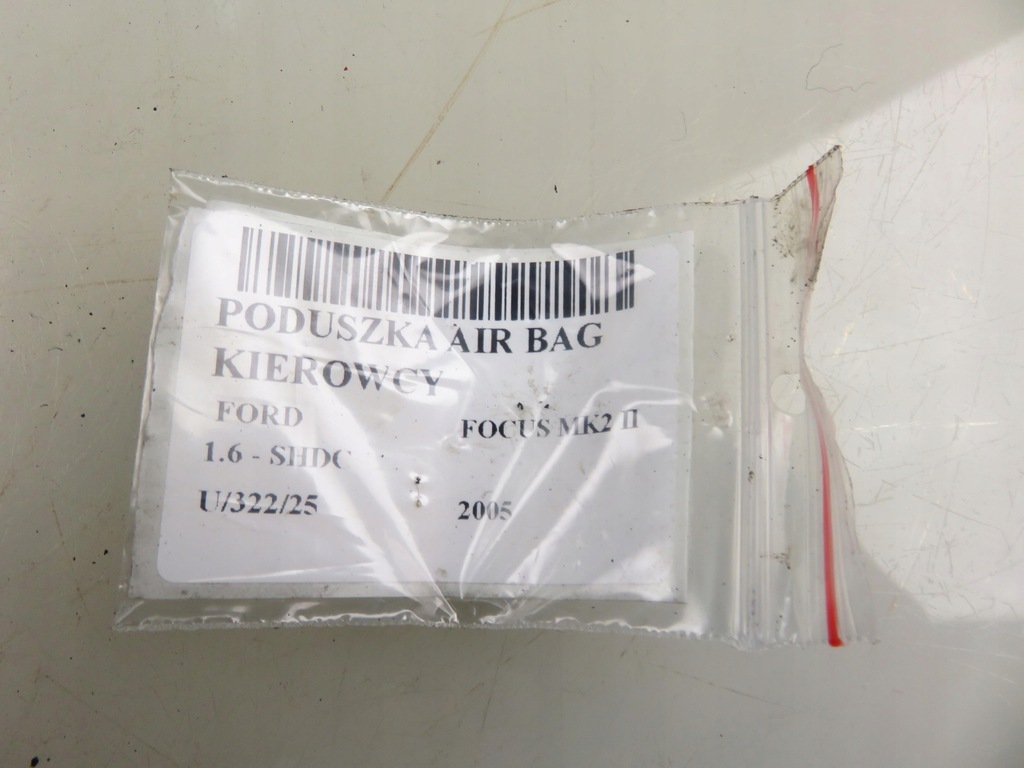 PODUSZKA AIR BAG
KIEROWCY
FORD FOCUS MK2 II
1.6 - SHDC
U/322/25 2005